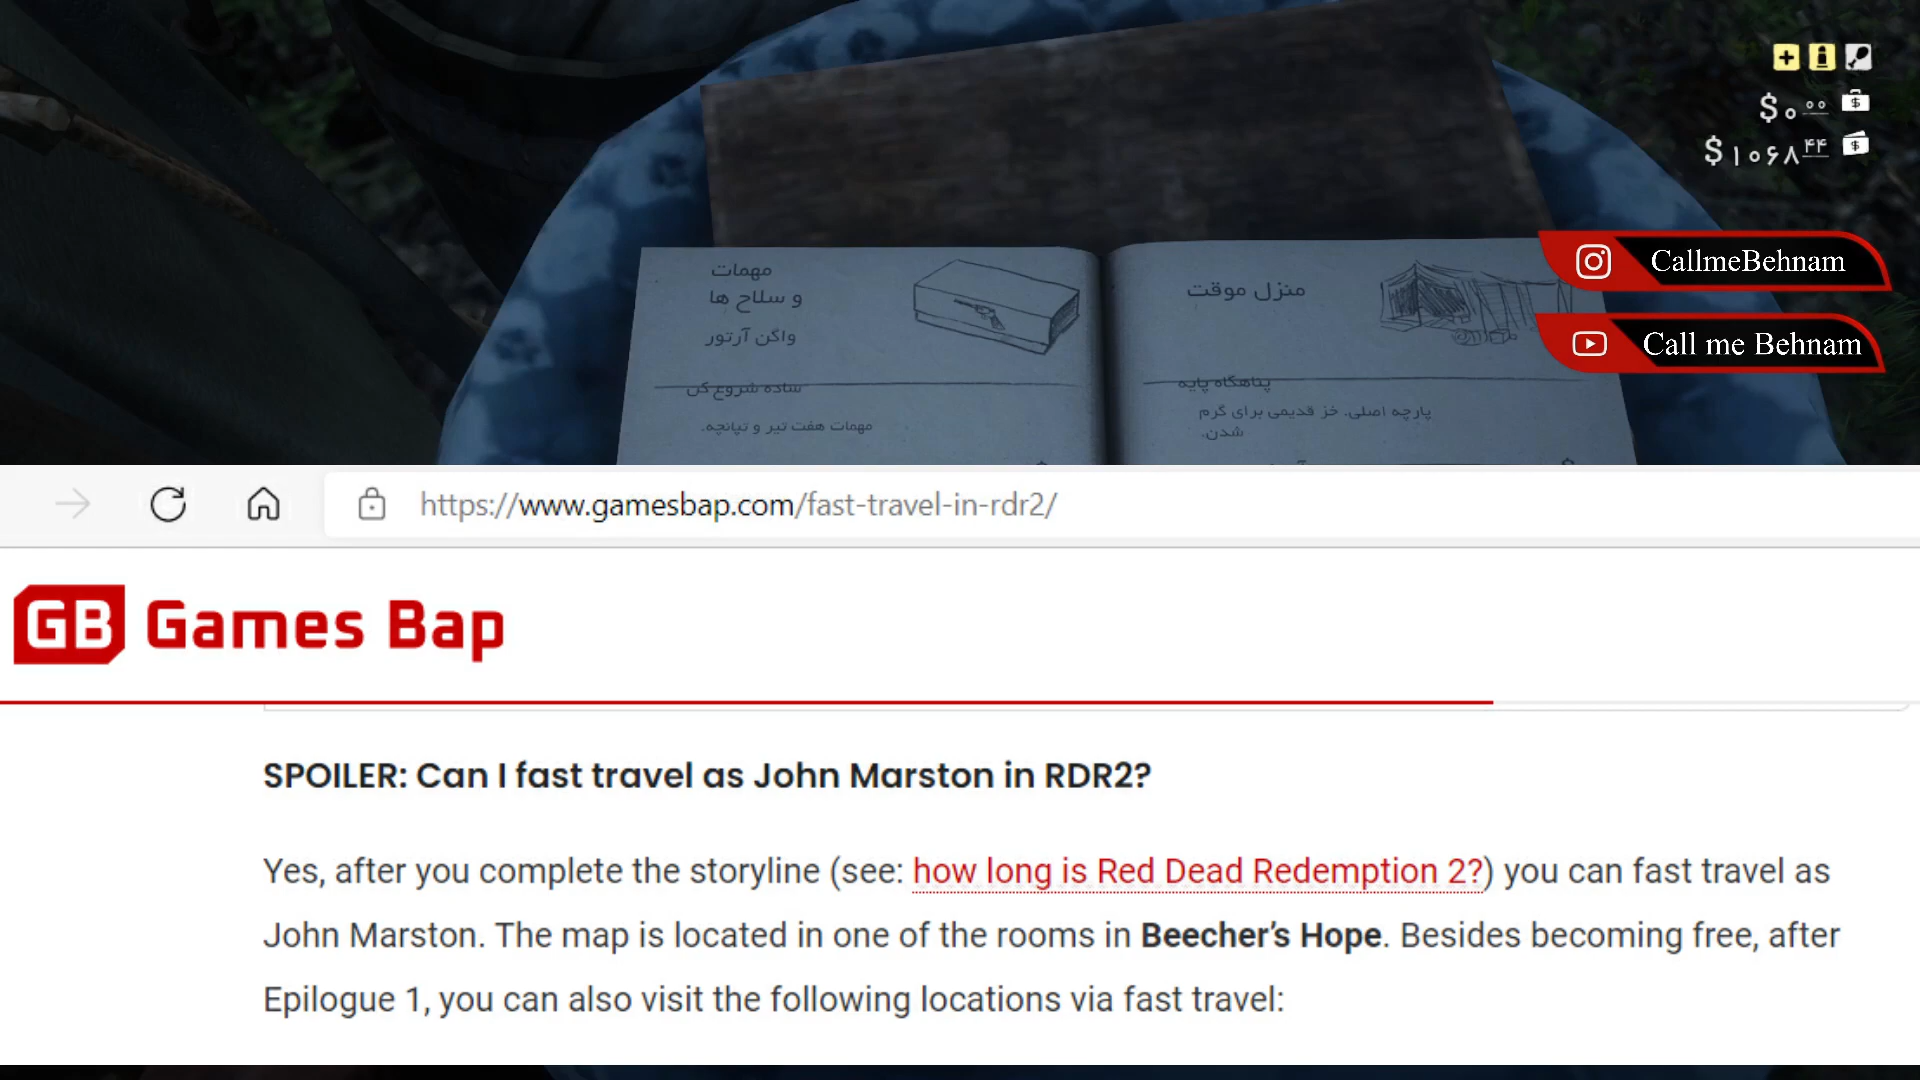 $۰۰۰
$۱۰۶۸۴۴
CallmeBehnam
Call me Behnam
مهمات
و سلاح ها
واگن آرتور
ساده شروع کن
مهمات هفت تیر و تپانچه.
منزل موقت
پناهگاه پایه
پارچه اصلی. خز قدیمی برای گرم
شدن.
https://www.gamesbap.com/fast-travel-in-rdr2/
GB Games Bap
SPOILER: Can I fast travel as John Marston in RDR2?
Yes, after you complete the storyline (see: how long is Red Dead Redemption 2?) you can fast travel as
John Marston. The map is located in one of the rooms in Beecher’s Hope. Besides becoming free, after
Epilogue 1, you can also visit the following locations via fast travel: